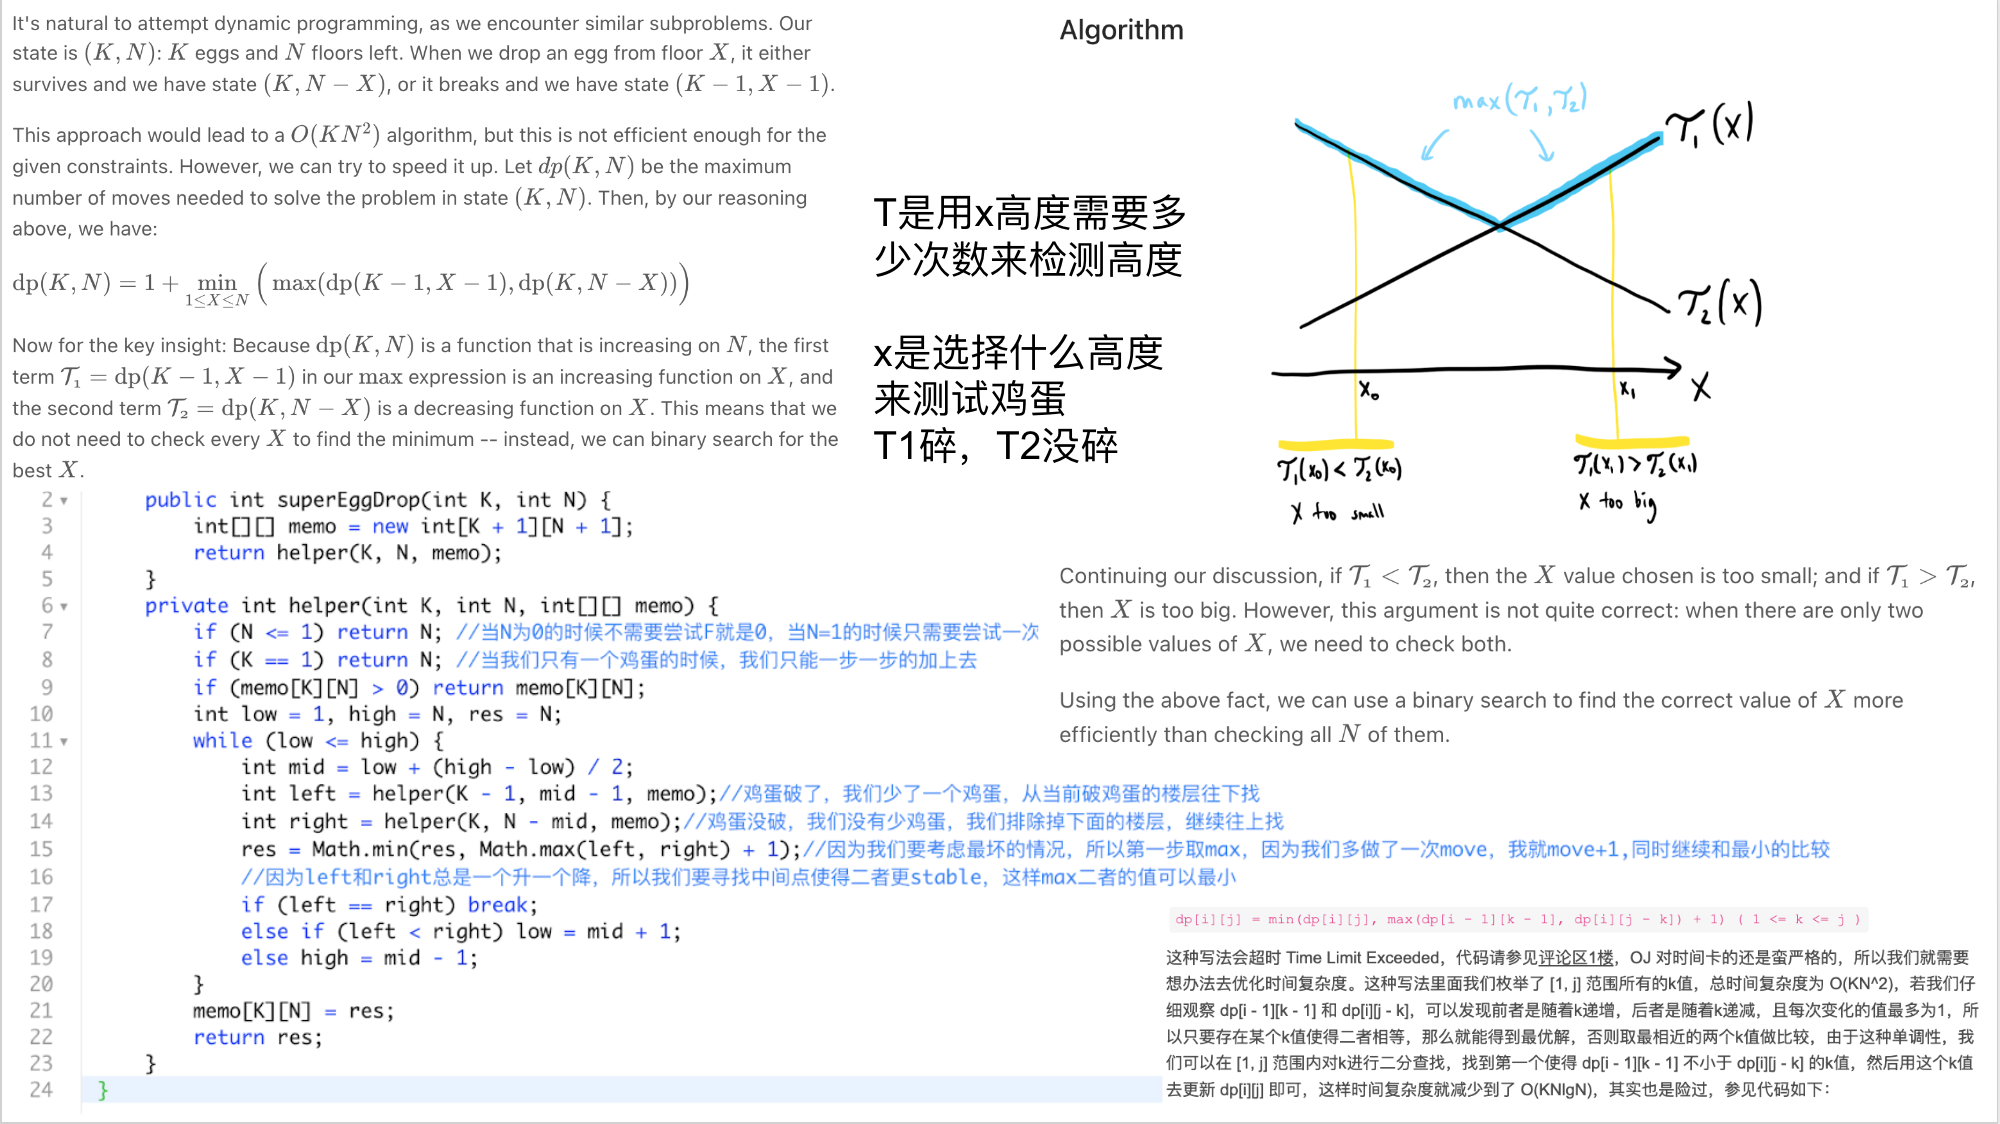 It's natural to attempt dynamic programming, as we encounter similar subproblems. Our
state is (K, N): K eggs and N floors left. When we drop an egg from floor X, it either
survives and we have state (K, N − X), or it breaks and we have state (K − 1, X − 1).
This approach would lead to a O(KN²) algorithm, but this is not efficient enough for the
given constraints. However, we can try to speed it up. Let dp(K, N) be the maximum
number of moves needed to solve the problem in state (K, N). Then, by our reasoning
above, we have:
dp(K, N) = 1 + min 1≤X≤N ( max(dp(K − 1, X − 1), dp(K, N − X)) )
Now for the key insight: Because dp(K, N) is a function that is increasing on N, the first
term 𝒯₁ = dp(K − 1, X − 1) in our max expression is an increasing function on X, and
the second term 𝒯₂ = dp(K, N − X) is a decreasing function on X. This means that we
do not need to check every X to find the minimum -- instead, we can binary search for the
best X.
T是用x高度需要多
少次数来检测高度
x是选择什么高度
来测试鸡蛋
T1碎，T2没碎
Algorithm
max(𝒯₁,𝒯₂)
𝒯₁(x)
𝒯₂(x)
X₀
X₁
X
𝒯₁(x₀) < 𝒯₂(x₀)
X too small
𝒯₁(x₁) > 𝒯₂(x₁)
X too big
Continuing our discussion, if 𝒯₁ < 𝒯₂, then the X value chosen is too small; and if 𝒯₁ > 𝒯₂,
then X is too big. However, this argument is not quite correct: when there are only two
possible values of X, we need to check both.
Using the above fact, we can use a binary search to find the correct value of X more
efficiently than checking all N of them.
2 public int superEggDrop(int K, int N) {
3 int[][] memo = new int[K + 1][N + 1];
4 return helper(K, N, memo);
5 }
6 private int helper(int K, int N, int[][] memo) {
7 if (N <= 1) return N; //当N为0的时候不需要尝试F就是0，当N=1的时候只需要尝试一次
8 if (K == 1) return N; //当我们只有一个鸡蛋的时候，我们只能一步一步的加上去
9 if (memo[K][N] > 0) return memo[K][N];
10 int low = 1, high = N, res = N;
11 while (low <= high) {
12 int mid = low + (high - low) / 2;
13 int left = helper(K - 1, mid - 1, memo);//鸡蛋破了，我们少了一个鸡蛋，从当前破鸡蛋的楼层往下找
14 int right = helper(K, N - mid, memo);//鸡蛋没破，我们没有少鸡蛋，我们排除掉下面的楼层，继续往上找
15 res = Math.min(res, Math.max(left, right) + 1);//因为我们要考虑最坏的情况，所以第一步取max，因为我们多做了一次move，我就move+1,同时继续和最小的比较
16 //因为left和right总是一个升一个降，所以我们要寻找中间点使得二者更stable，这样max二者的值可以最小
17 if (left == right) break;
18 else if (left < right) low = mid + 1;
19 else high = mid - 1;
20 }
21 memo[K][N] = res;
22 return res;
23 }
24 }
dp[i][j] = min(dp[i][j], max(dp[i - 1][k - 1], dp[i][j - k]) + 1) ( 1 <= k <= j )
这种写法会超时 Time Limit Exceeded，代码请参见评论区1楼，OJ 对时间卡的还是蛮严格的，所以我们就需要
想办法去优化时间复杂度。这种写法里面我们枚举了 [1, j] 范围所有的k值，总时间复杂度为 O(KN^2)，若我们仔
细观察 dp[i - 1][k - 1] 和 dp[i][j - k]，可以发现前者是随着k递增，后者是随着k递减，且每次变化的值最多为1，所
以只要存在某个k值使得二者相等，那么就能得到最优解，否则取最相近的两个k值做比较，由于这种单调性，我
们可以在 [1, j] 范围内对k进行二分查找，找到第一个使得 dp[i - 1][k - 1] 不小于 dp[i][j - k] 的k值，然后用这个k值
去更新 dp[i][j] 即可，这样时间复杂度就减少到了 O(KNlgN)，其实也是险过，参见代码如下：